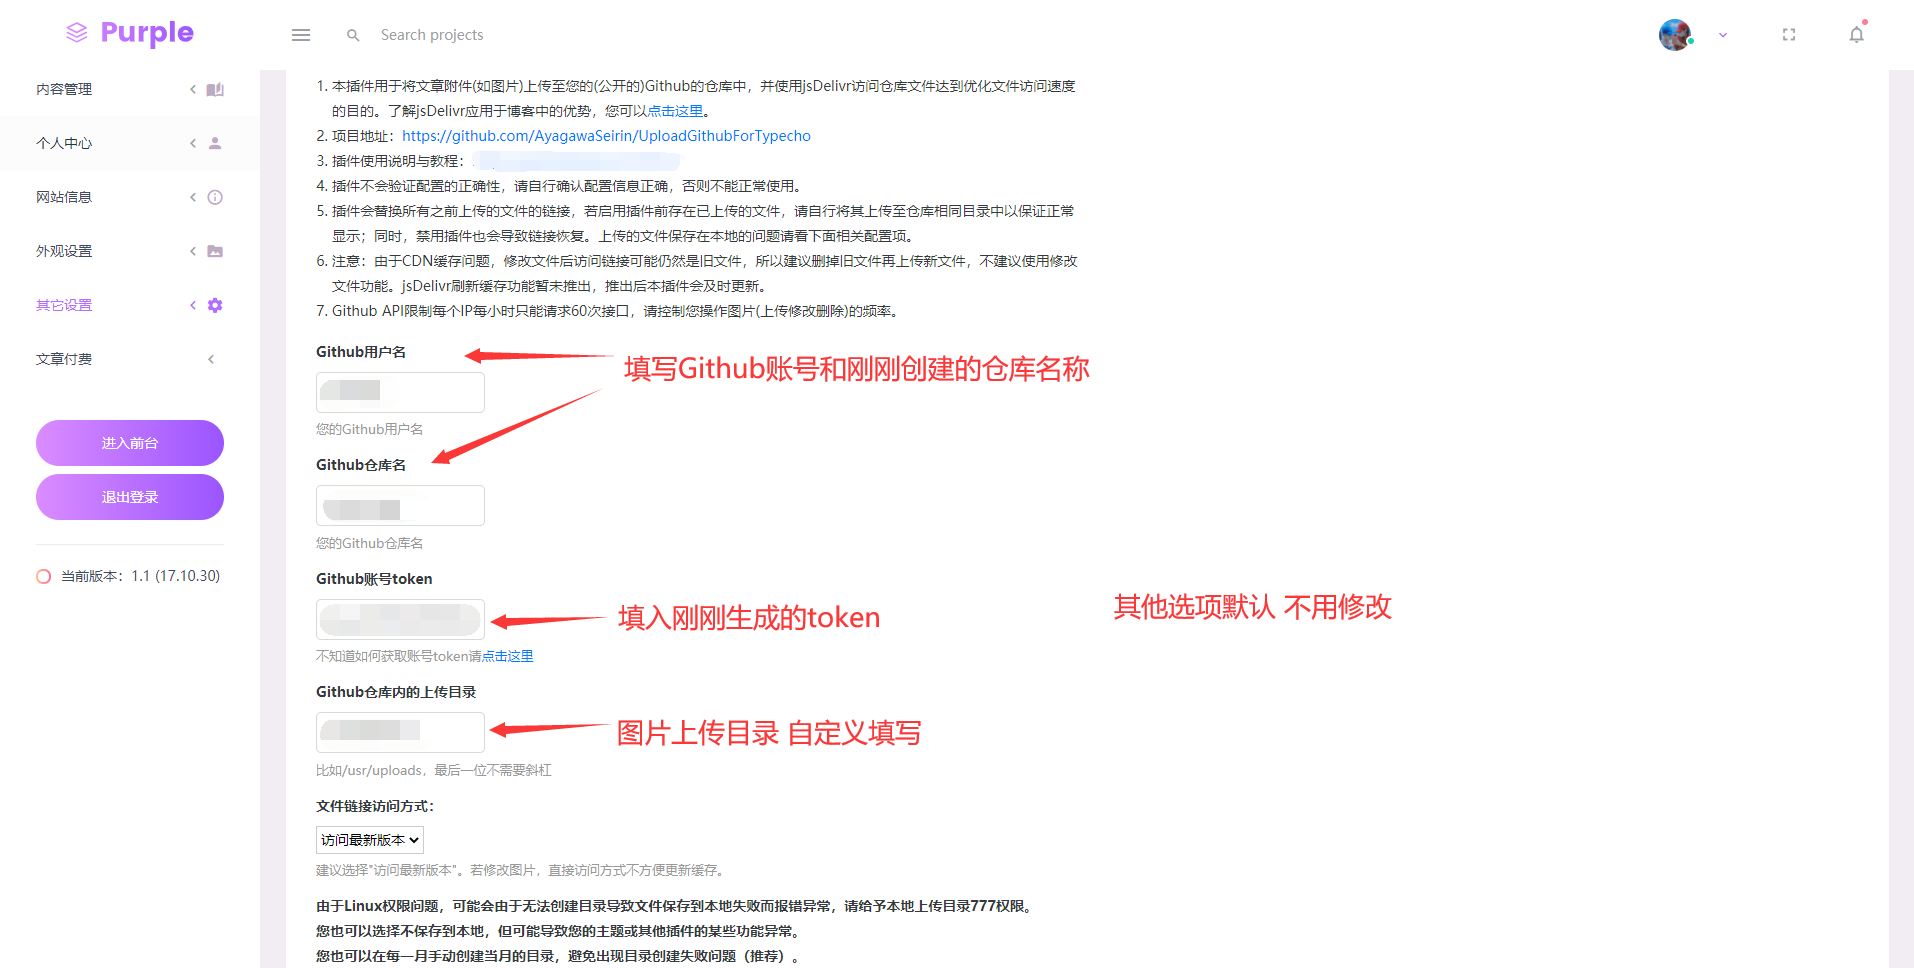 Purple
Search projects
内容管理
个人中心
网站信息
外观设置
其它设置
文章付费
进入前台
退出登录
当前版本：1.1 (17.10.30)
1. 本插件用于将文章附件(如图片)上传至您的(公开的)Github的仓库中，并使用jsDelivr访问仓库文件达到优化文件访问速度
的目的。了解jsDelivr应用于博客中的优势，您可以点击这里。
2. 项目地址：https://github.com/AyagawaSeirin/UploadGithubForTypecho
3. 插件使用说明与教程：
4. 插件不会验证配置的正确性，请自行确认配置信息正确，否则不能正常使用。
5. 插件会替换所有之前上传的文件的链接，若启用插件前存在已上传的文件，请自行将其上传至仓库相同目录中以保证正常
显示；同时，禁用插件也会导致链接恢复。上传的文件保存在本地的问题请看下面相关配置项。
6. 注意：由于CDN缓存问题，修改文件后访问链接可能仍然是旧文件，所以建议删掉旧文件再上传新文件，不建议使用修改
文件功能。jsDelivr刷新缓存功能暂未推出，推出后本插件会及时更新。
7. Github API限制每个IP每小时只能请求60次接口，请控制您操作图片(上传修改删除)的频率。
Github用户名
填写Github账号和刚刚创建的仓库名称
您的Github用户名
Github仓库名
您的Github仓库名
Github账号token
填入刚刚生成的token
其他选项默认 不用修改
不知道如何获取账号token请点击这里
Github仓库内的上传目录
图片上传目录 自定义填写
比如/usr/uploads，最后一位不需要斜杠
文件链接访问方式：
访问最新版本
建议选择"访问最新版本"。若修改图片，直接访问方式不方便更新缓存。
由于Linux权限问题，可能会由于无法创建目录导致文件保存到本地失败而报错异常，请给予本地上传目录777权限。
您也可以选择不保存到本地，但可能导致您的主题或其他插件的某些功能异常。
您也可以在每一月手动创建当月的目录，避免出现目录创建失败问题（推荐）。